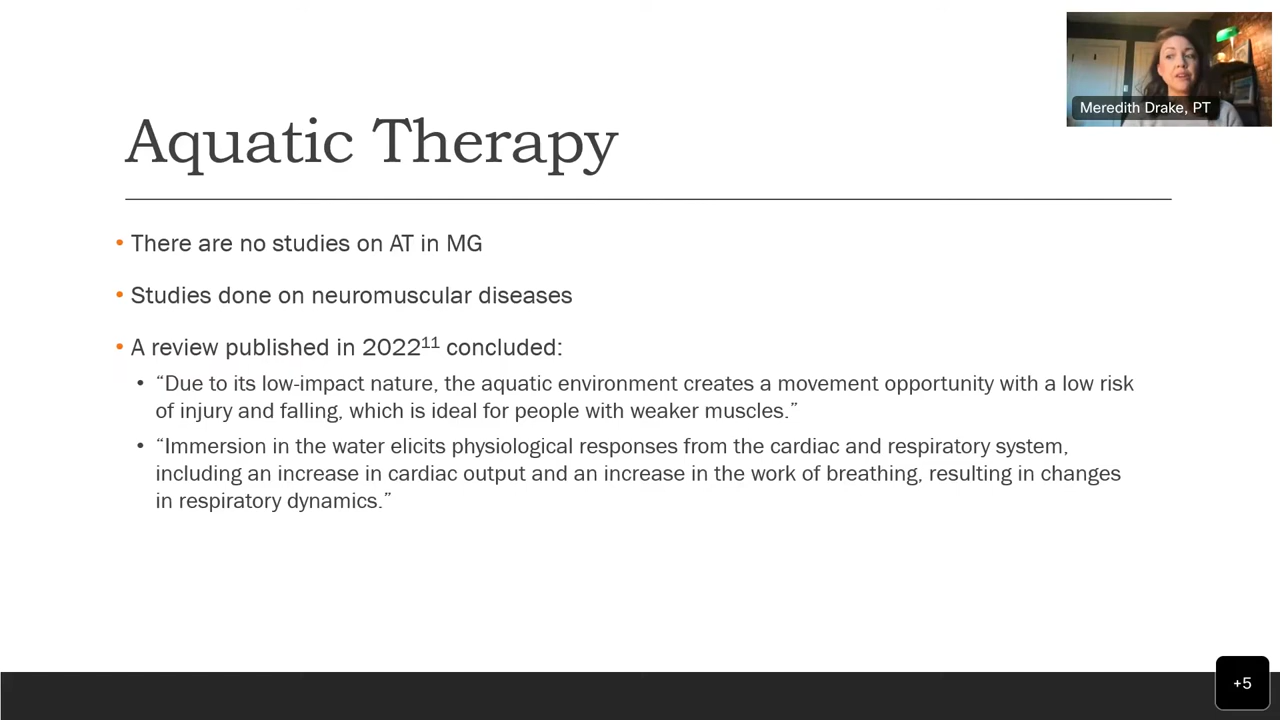 Meredith Drake, PT
Aquatic Therapy
• There are no studies on AT in MG
• Studies done on neuromuscular diseases
• A review published in 2022¹¹ concluded:
• “Due to its low-impact nature, the aquatic environment creates a movement opportunity with a low risk
of injury and falling, which is ideal for people with weaker muscles.”
• “Immersion in the water elicits physiological responses from the cardiac and respiratory system,
including an increase in cardiac output and an increase in the work of breathing, resulting in changes
in respiratory dynamics.”
+5